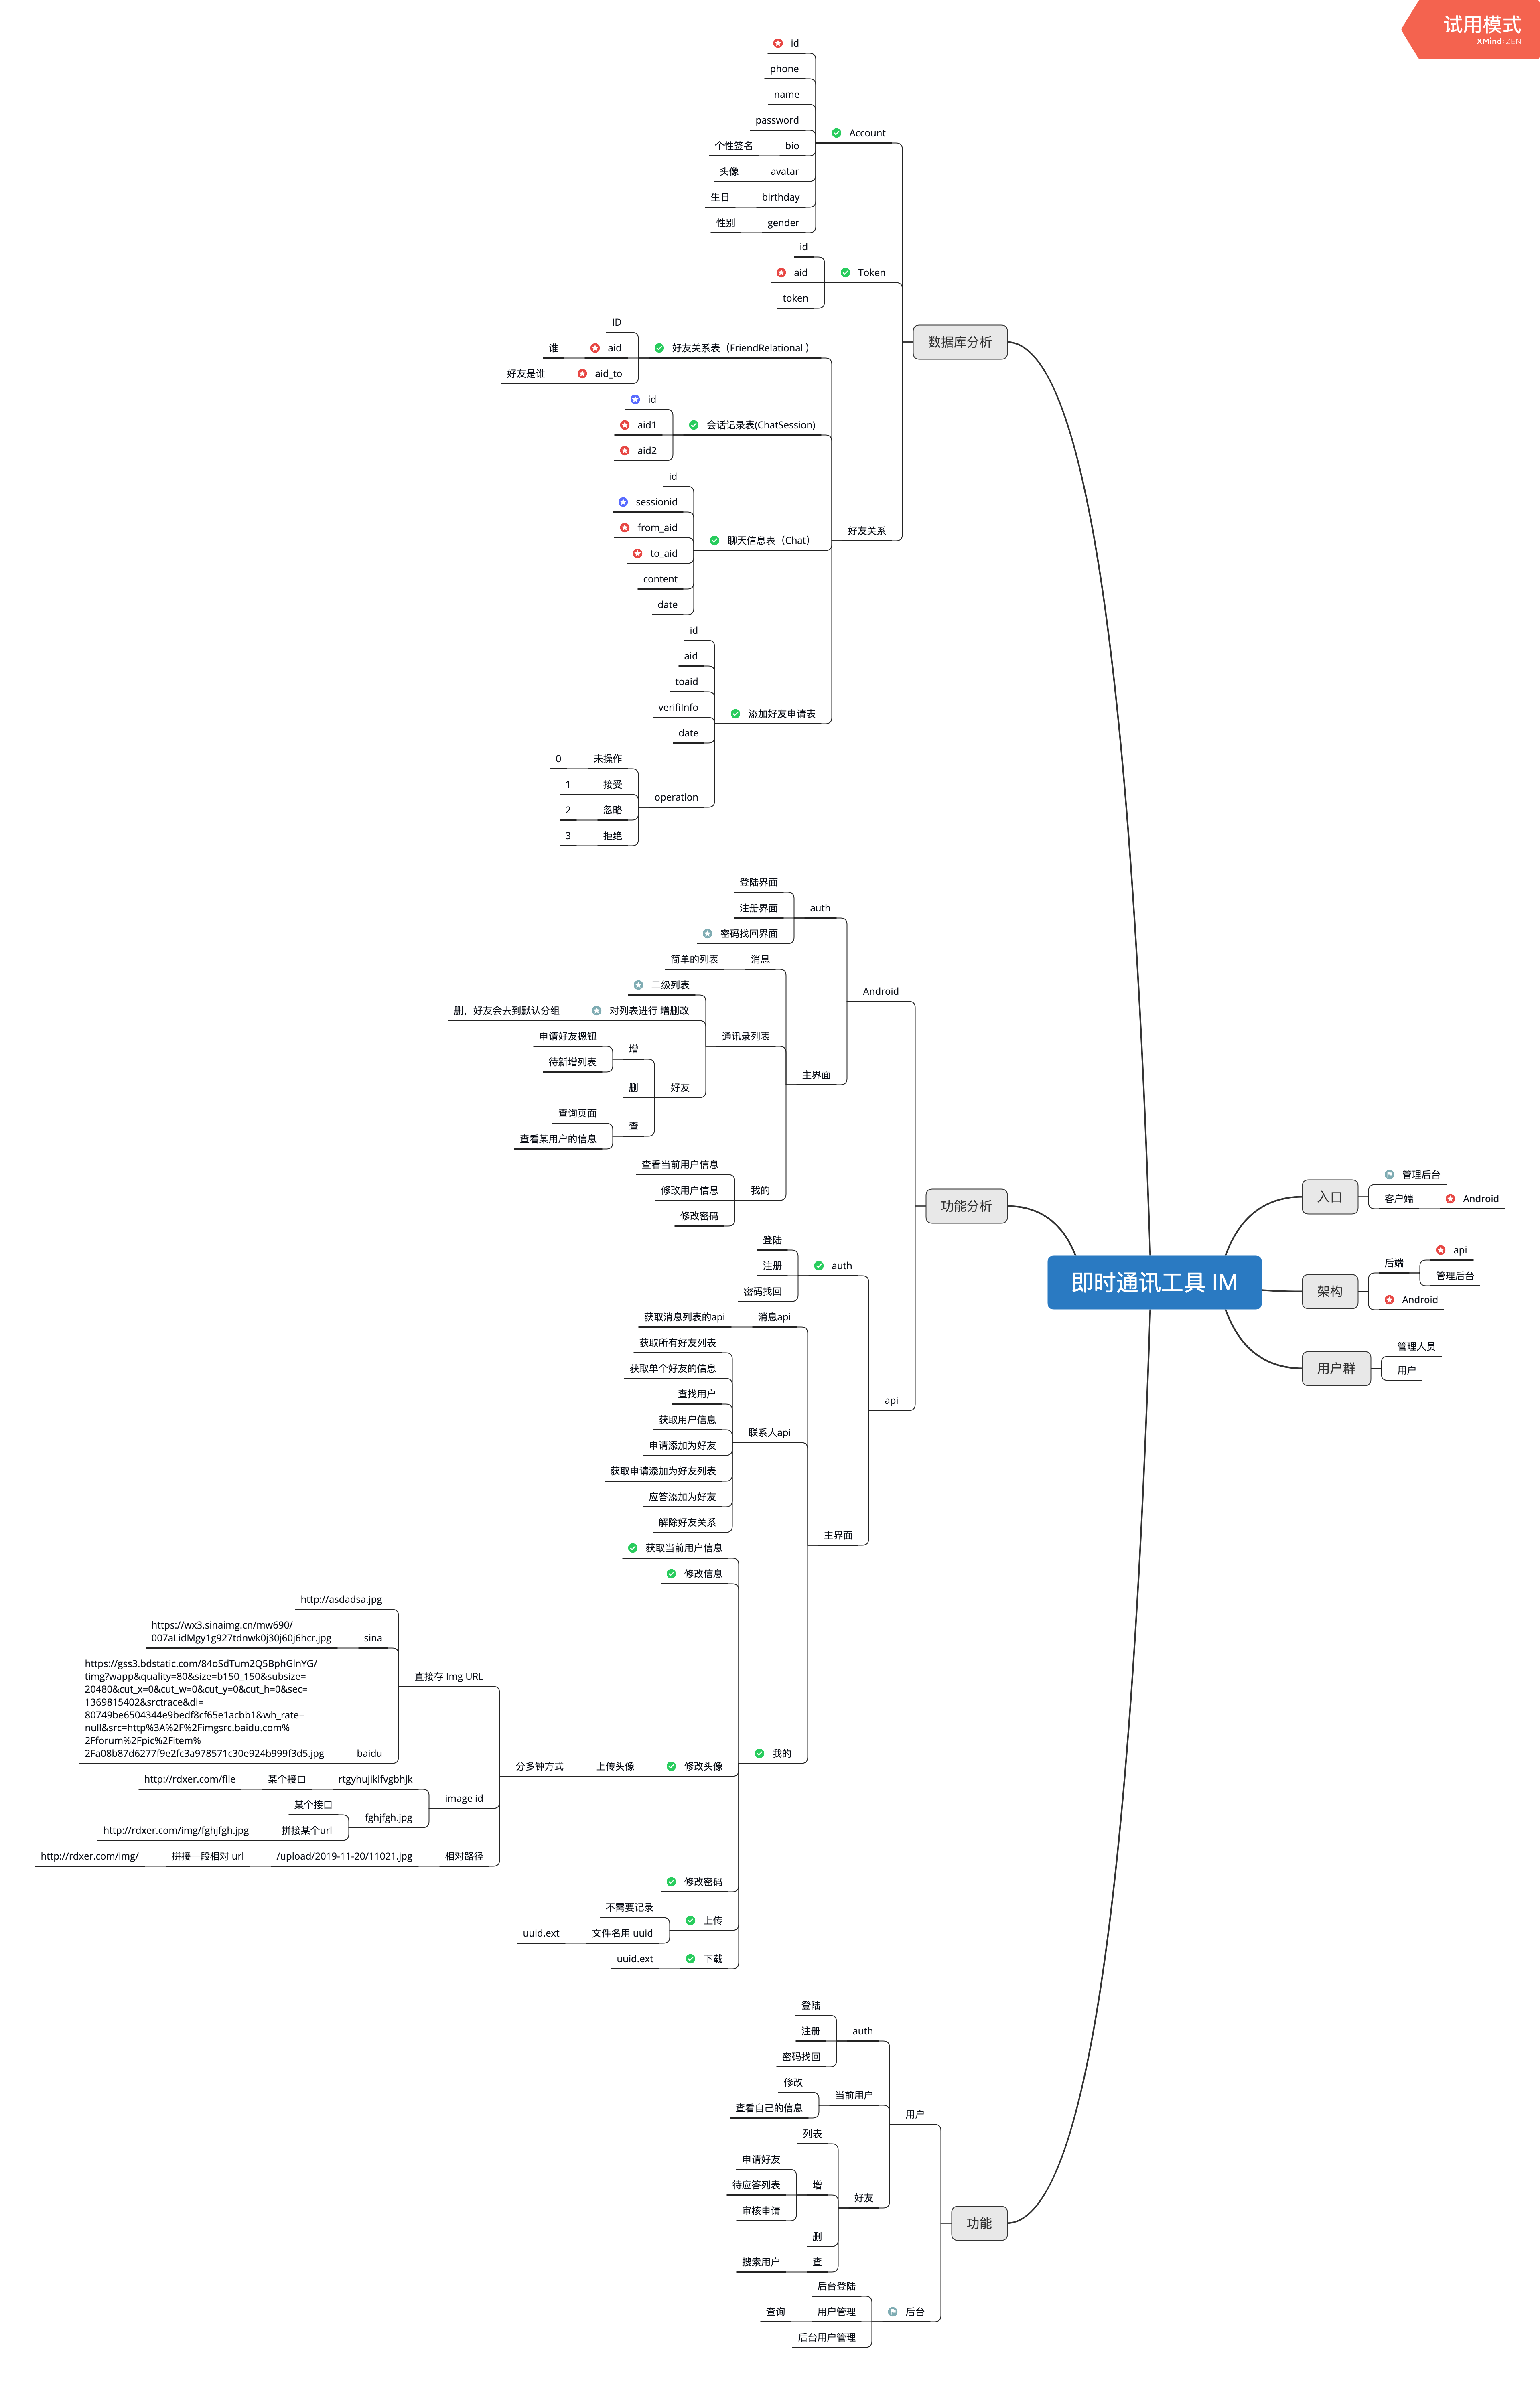 试用模式
XMind:ZEN
即时通讯工具 IM
入口
管理后台
客户端
Android
架构
后端
api
管理后台
Android
用户群
管理人员
用户
数据库分析
Account
id
phone
name
password
bio
个性签名
avatar
头像
birthday
生日
gender
性别
Token
id
aid
token
好友关系
好友关系表（FriendRelational ）
ID
aid
谁
aid_to
好友是谁
会话记录表(ChatSession)
id
aid1
aid2
聊天信息表（Chat）
id
sessionid
from_aid
to_aid
content
date
添加好友申请表
id
aid
toaid
verifiInfo
date
operation
未操作
0
接受
1
忽略
2
拒绝
3
功能分析
Android
auth
登陆界面
注册界面
密码找回界面
主界面
消息
简单的列表
通讯录列表
二级列表
对列表进行 增删改
删，好友会去到默认分组
好友
增
申请好友摁钮
待新增列表
删
查
查询页面
查看某用户的信息
我的
查看当前用户信息
修改用户信息
修改密码
api
auth
登陆
注册
密码找回
主界面
消息api
获取消息列表的api
联系人api
获取所有好友列表
获取单个好友的信息
查找用户
获取用户信息
申请添加为好友
获取申请添加为好友列表
应答添加为好友
解除好友关系
我的
获取当前用户信息
修改信息
修改头像
上传头像
分多钟方式
直接存 Img URL
http://asdadsa.jpg
sina
https://wx3.sinaimg.cn/mw690/
007aLidMgy1g927tdnwk0j30j60j6hcr.jpg
baidu
https://gss3.bdstatic.com/84oSdTum2Q5BphGlnYG/
timg?wapp&quality=80&size=b150_150&subsize=
20480&cut_x=0&cut_w=0&cut_y=0&cut_h=0&sec=
1369815402&srctrace&di=
80749be6504344e9bedf8cf65e1acbb1&wh_rate=
null&src=http%3A%2F%2Fimgsrc.baidu.com%
2Fforum%2Fpic%2Fitem%
2Fa08b87d6277f9e2fc3a978571c30e924b999f3d5.jpg
image id
rtgyhujiklfvgbhjk
某个接口
http://rdxer.com/file
fghjfgh.jpg
某个接口
拼接某个url
http://rdxer.com/img/fghjfgh.jpg
相对路径
/upload/2019-11-20/11021.jpg
拼接一段相对 url
http://rdxer.com/img/
修改密码
上传
不需要记录
文件名用 uuid
uuid.ext
下载
uuid.ext
功能
用户
auth
登陆
注册
密码找回
当前用户
修改
查看自己的信息
好友
列表
增
申请好友
待应答列表
审核申请
删
查
搜索用户
后台
后台登陆
用户管理
查询
后台用户管理